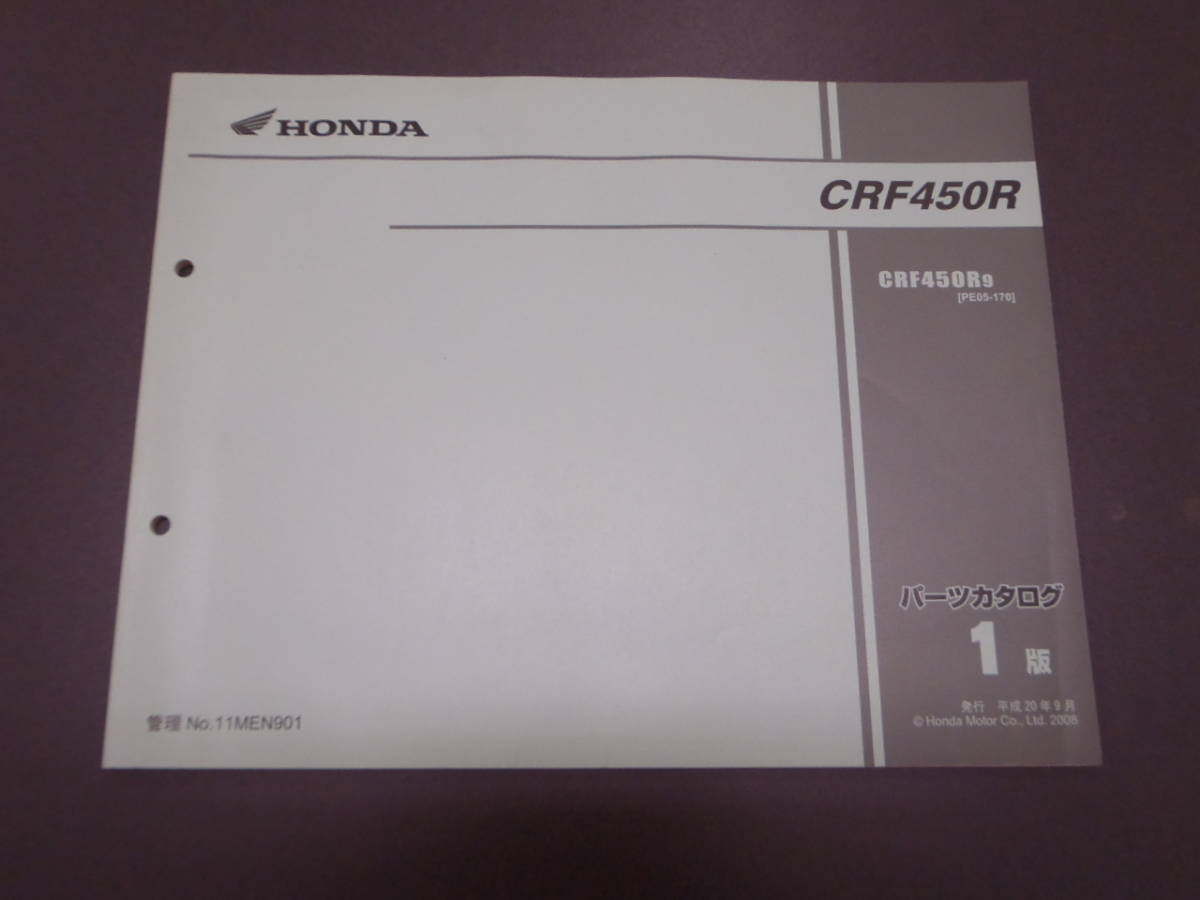 HONDA
CRF450R
CRF450R9
[PE05-170]
パーツカタログ
1版
発行 平成20年9月
© Honda Motor Co., Ltd. 2008
管理 No.11MEN901